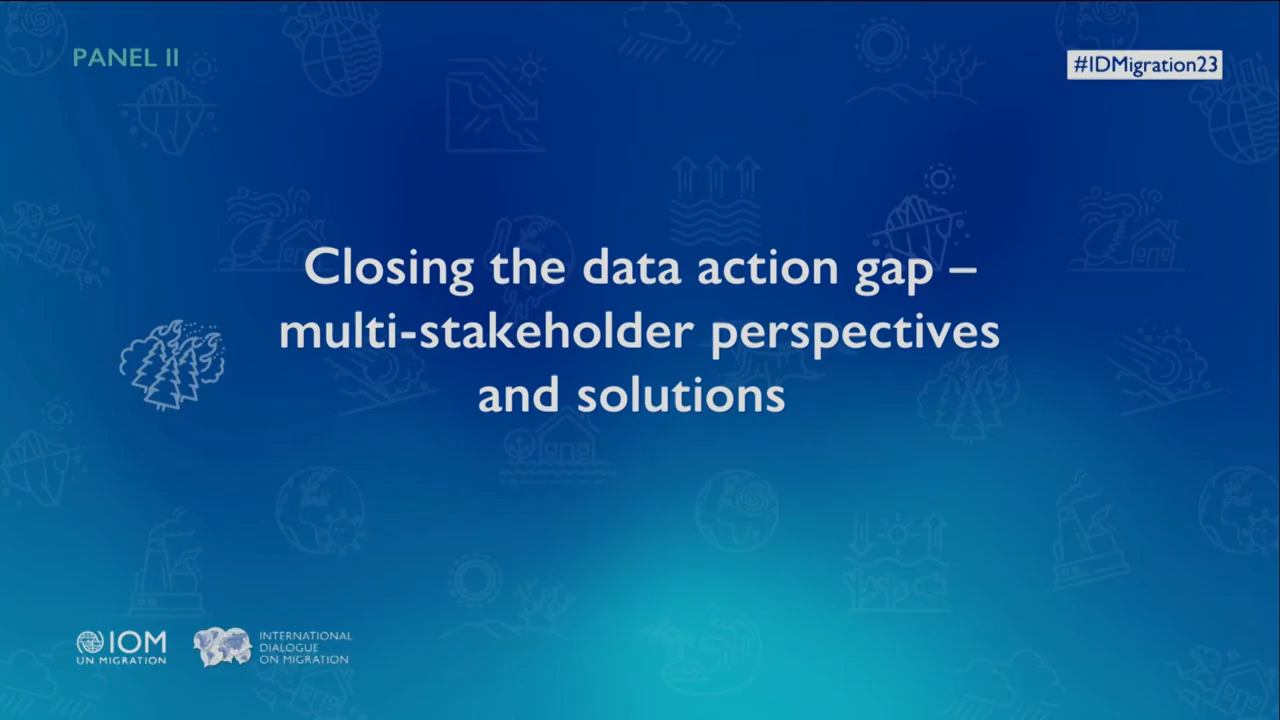 PANEL II
#IDMigration23
Closing the data action gap –
multi-stakeholder perspectives
and solutions
IOM
UN MIGRATION
INTERNATIONAL
DIALOGUE
ON MIGRATION